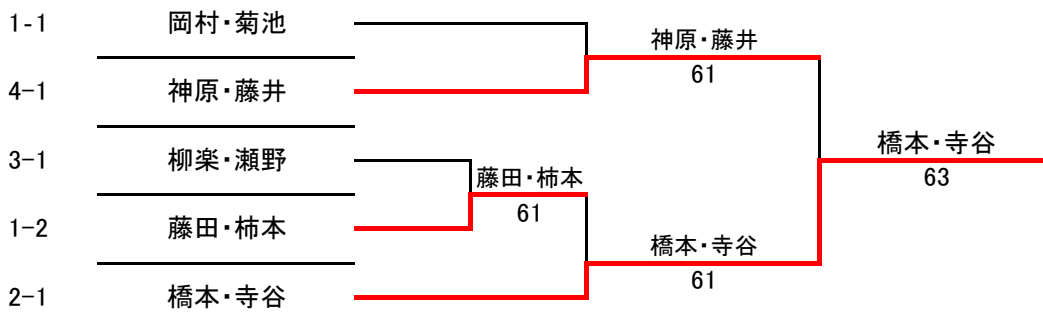 1-1 岡村・菊池
神原・藤井
61
4-1 神原・藤井
3-1 柳楽・瀬野
橋本・寺谷
63
藤田・柿本
61
1-2 藤田・柿本
橋本・寺谷
61
2-1 橋本・寺谷